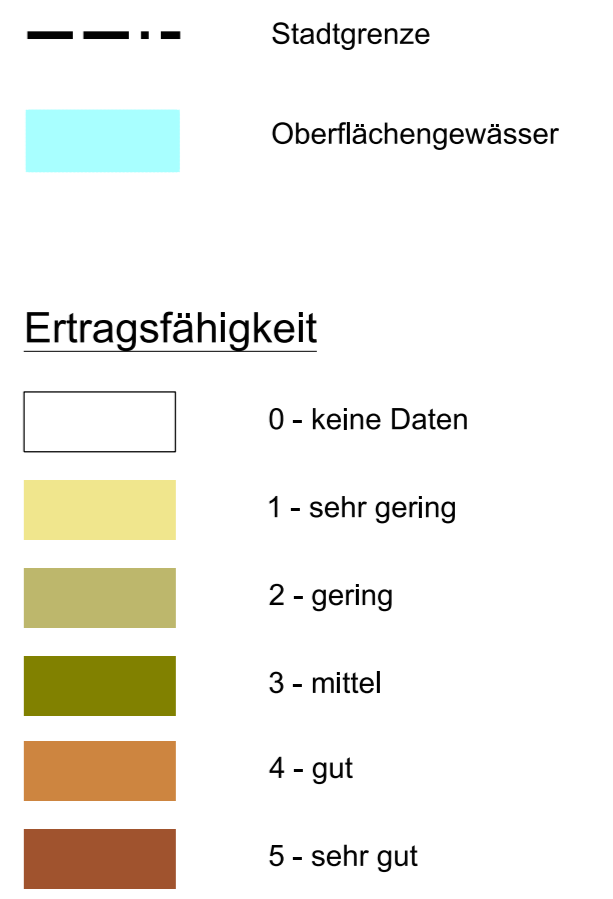 Stadtgrenze
Oberflächengewässer
Ertragsfähigkeit
0 - keine Daten
1 - sehr gering
2 - gering
3 - mittel
4 - gut
5 - sehr gut